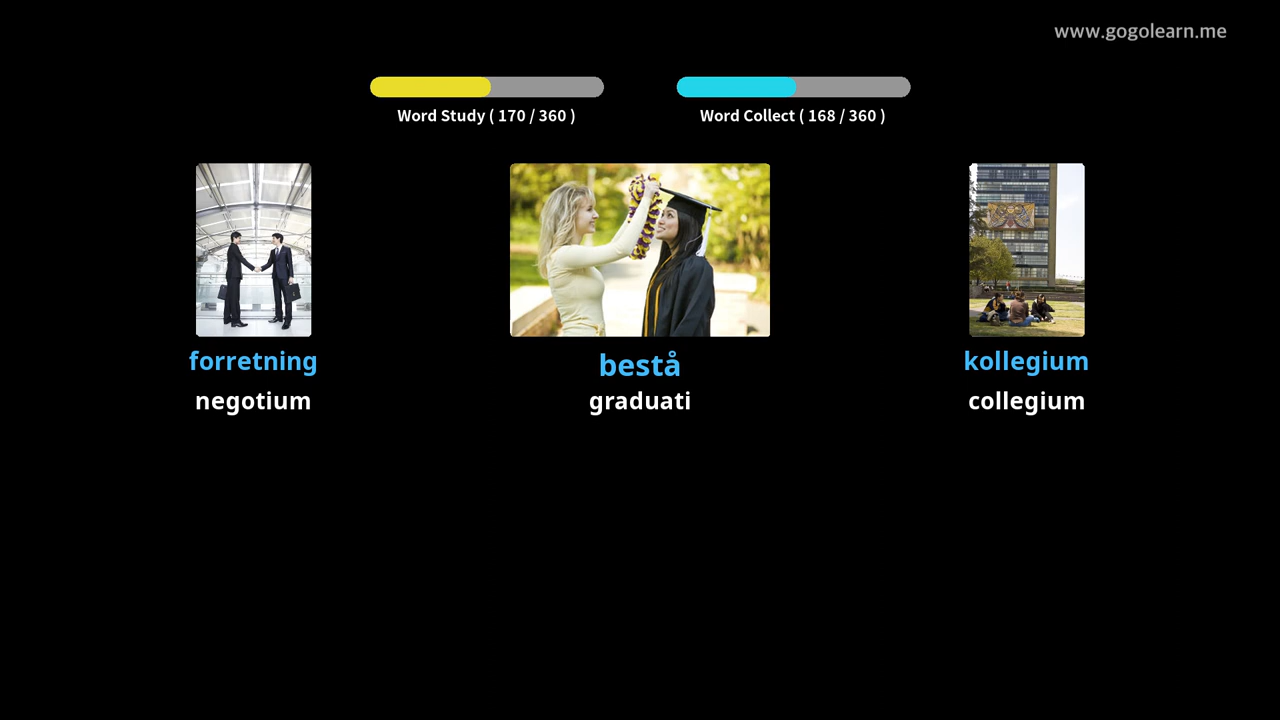 www.gogolearn.me
Word Study ( 170 / 360 )
Word Collect ( 168 / 360 )
forretning
negotium
bestå
graduati
kollegium
collegium